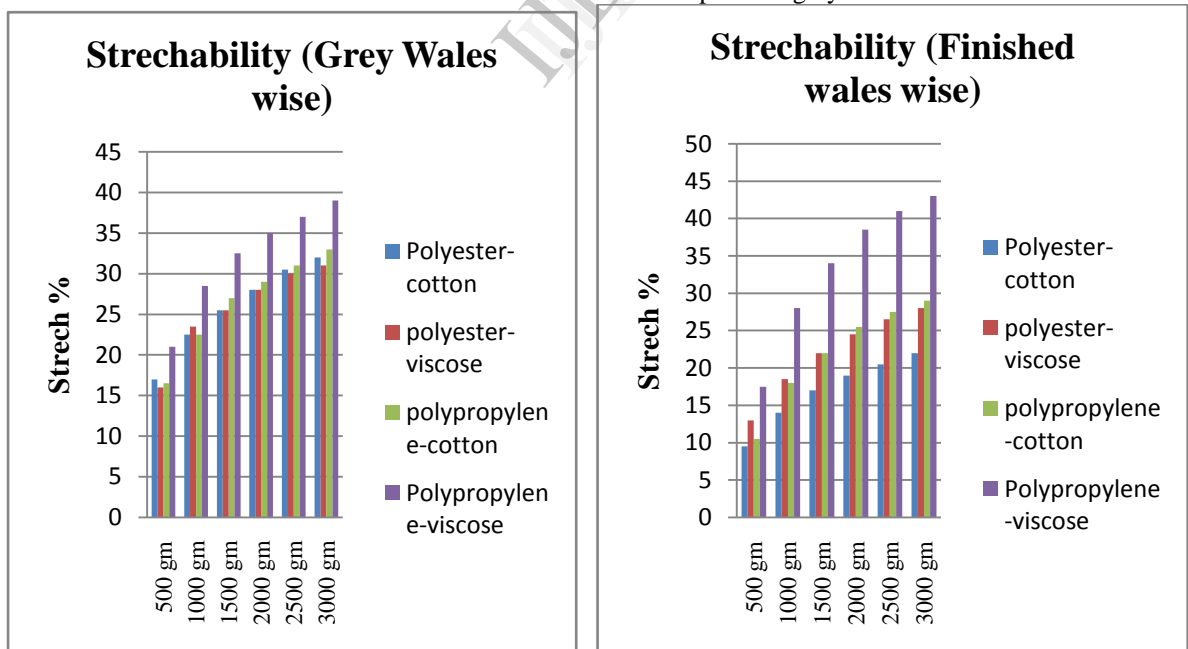 Strechability (Grey Wales
wise)
45
40
35
30
25
20
15
10
5
0
Strech %
500 gm
1000 gm
1500 gm
2000 gm
2500 gm
3000 gm
Polyester-
cotton
polyester-
viscose
polypropylen
e-cotton
Polypropylen
e-viscose
Strechability (Finished
wales wise)
50
45
40
35
30
25
20
15
10
5
0
Strech %
500 gm
1000 gm
1500 gm
2000 gm
2500 gm
3000 gm
Polyester-
cotton
polyester-
viscose
polypropylene
-cotton
Polypropylene
-viscose